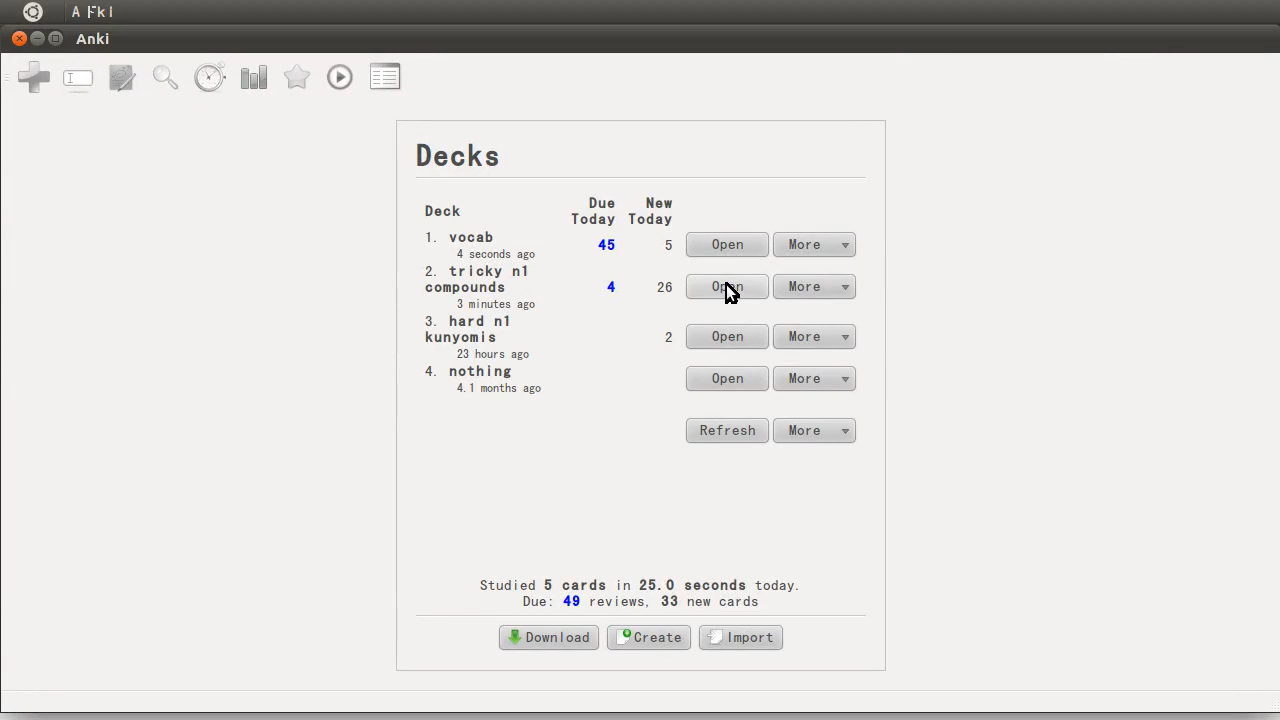 Anki
Decks
Deck Due Today New Today
1. vocab 45 5 Open More
4 seconds ago
2. tricky n1 compounds 4 26 Open More
3 minutes ago
3. hard n1 kunyomis 2 Open More
23 hours ago
4. nothing Open More
4.1 months ago
Refresh More
Studied 5 cards in 25.0 seconds today.
Due: 49 reviews, 33 new cards
Download Create Import